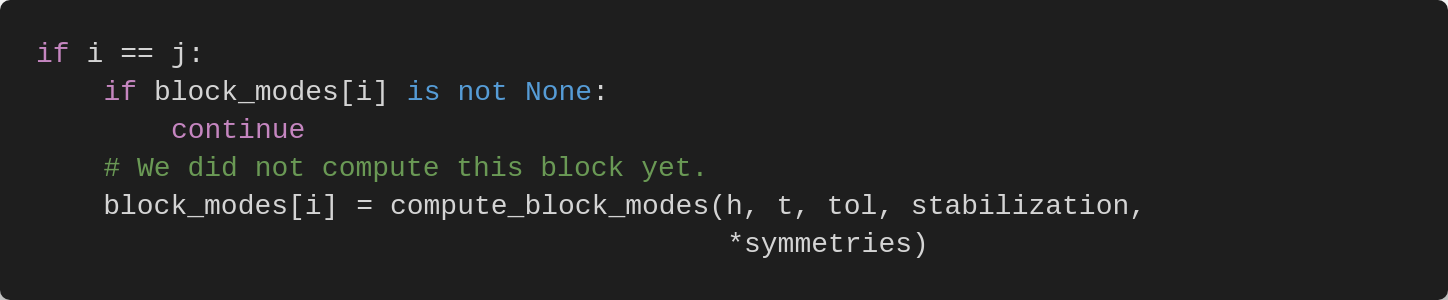 if i == j:
    if block_modes[i] is not None:
        continue
    # We did not compute this block yet.
    block_modes[i] = compute_block_modes(h, t, tol, stabilization,
                                         *symmetries)